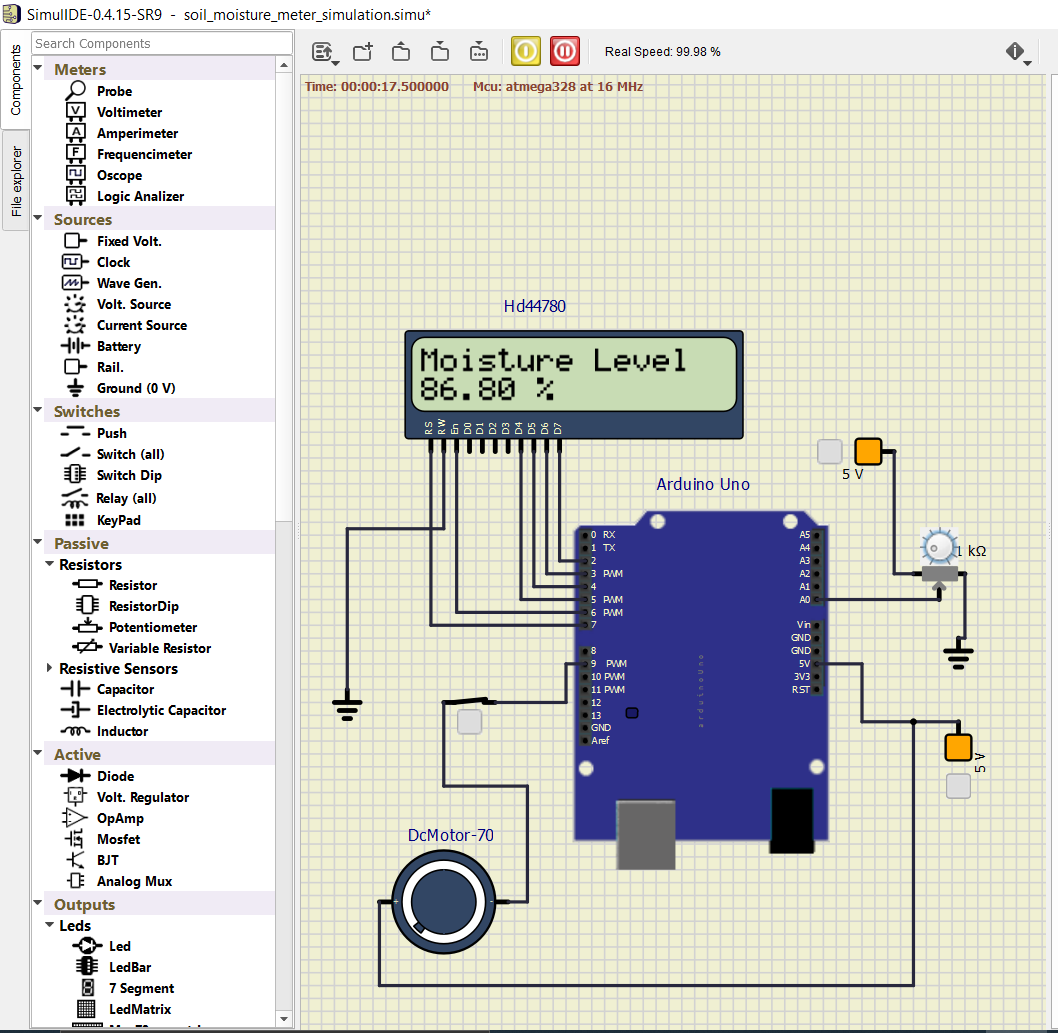 SimulIDE-0.4.15-SR9 - soil_moisture_meter_simulation.simu*
Components
File explorer
Search Components
Meters
Probe
Voltimeter
Amperimeter
Frequencimeter
Oscope
Logic Analizer
Sources
Fixed Volt.
Clock
Wave Gen.
Volt. Source
Current Source
Battery
Rail.
Ground (0 V)
Switches
Push
Switch (all)
Switch Dip
Relay (all)
KeyPad
Passive
Resistors
Resistor
ResistorDip
Potentiometer
Variable Resistor
Resistive Sensors
Capacitor
Electrolytic Capacitor
Inductor
Active
Diode
Volt. Regulator
OpAmp
Mosfet
BJT
Analog Mux
Outputs
Leds
Led
LedBar
7 Segment
LedMatrix
Real Speed: 99.98 %
Time: 00:00:17.500000 Mcu: atmega328 at 16 MHz
Hd44780
Moisture Level
86.80 %
RS RW En D0 D1 D2 D3 D4 D5 D6 D7
5 V
Arduino Uno
1 kΩ
0 RX
1 TX
2
3 PWM
4
5 PWM
6 PWM
7
8
9 PWM
10 PWM
11 PWM
12
13
GND
Aref
A5
A4
A3
A2
A1
A0
Vin
GND
GND
5V
3V3
RST
arduinoUno
5 V
DcMotor-70
+ -